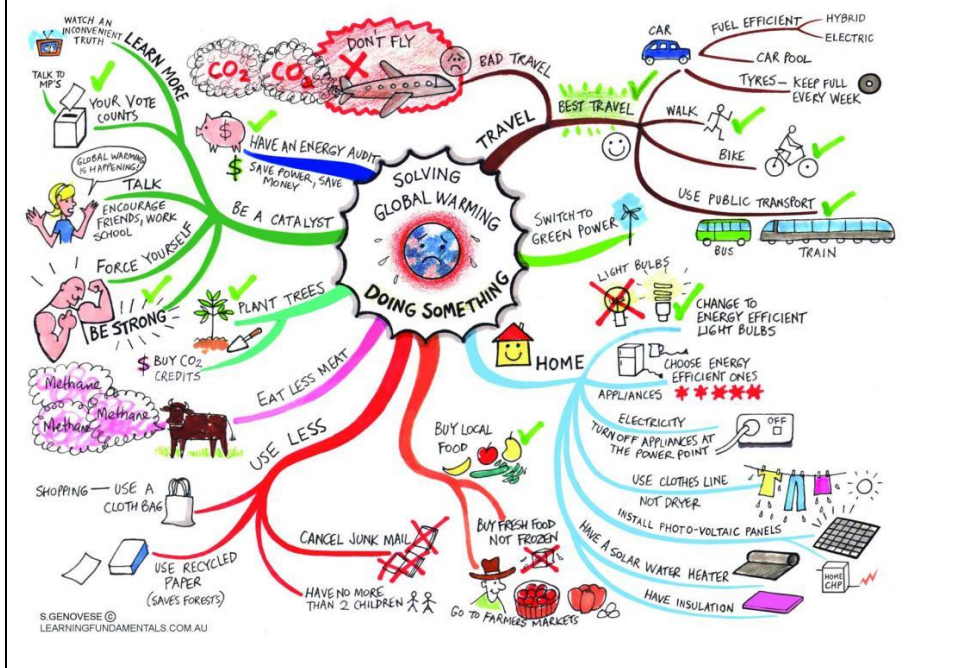 SOLVING
GLOBAL WARMING
DOING SOMETHING
TRAVEL
BAD TRAVEL
DON'T FLY
CO2
CO2
BEST TRAVEL
CAR
FUEL EFFICIENT
HYBRID
ELECTRIC
CAR POOL
TYRES — KEEP FULL
EVERY WEEK
WALK
BIKE
USE PUBLIC TRANSPORT
BUS
TRAIN
SWITCH TO
GREEN POWER
HOME
LIGHT BULBS
CHANGE TO
ENERGY EFFICIENT
LIGHT BULBS
CHOOSE ENERGY
EFFICIENT ONES
APPLIANCES
ELECTRICITY
TURN OFF APPLIANCES AT
THE POWER POINT
OFF
USE CLOTHES LINE
NOT DRYER
INSTALL PHOTO-VOLTAIC PANELS
HOME
CHP
HAVE A SOLAR WATER HEATER
HAVE INSULATION
BUY LOCAL
FOOD
BUY FRESH FOOD
NOT FROZEN
GO TO FARMERS MARKETS
USE LESS
SHOPPING — USE A
CLOTH BAG
USE RECYCLED
PAPER
(SAVES FORESTS)
CANCEL JUNK MAIL
HAVE NO MORE
THAN 2 CHILDREN
EAT LESS MEAT
Methane
Methane
Methane
PLANT TREES
$ BUY CO2
CREDITS
BE A CATALYST
LEARN MORE
WATCH AN
INCONVENIENT
TRUTH
TALK TO
MP'S
YOUR VOTE
COUNTS
GLOBAL WARMING
IS HAPPENING!
TALK
ENCOURAGE
FRIENDS, WORK
SCHOOL
FORCE YOURSELF
BE STRONG
HAVE AN ENERGY AUDIT
$ SAVE POWER, SAVE
MONEY
$
S.GENOVESE ©
LEARNINGFUNDAMENTALS.COM.AU